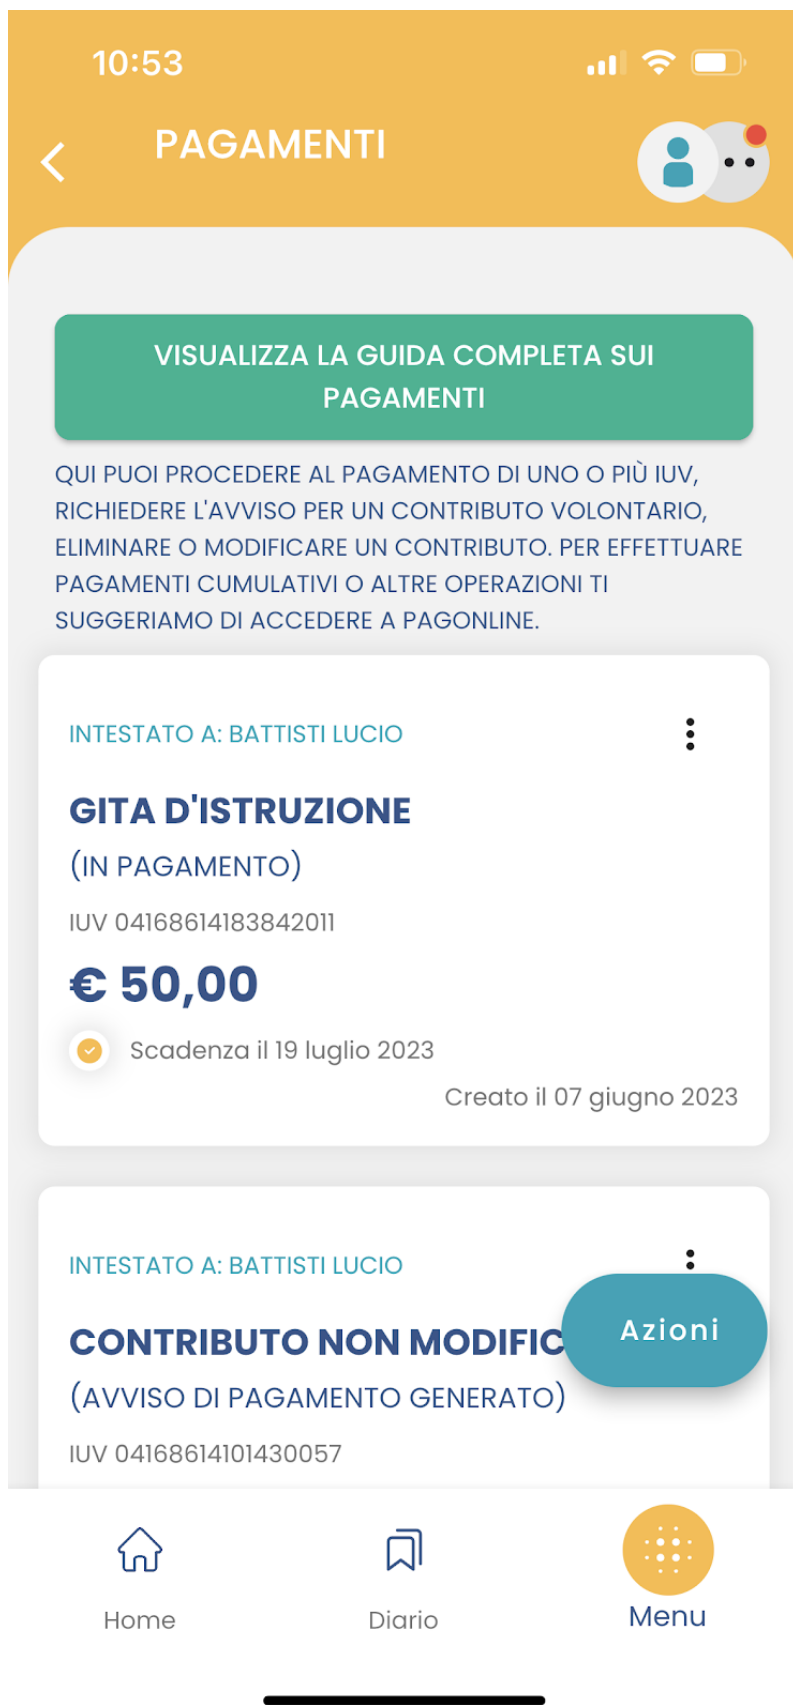 10:53
PAGAMENTI
VISUALIZZA LA GUIDA COMPLETA SUI
PAGAMENTI
QUI PUOI PROCEDERE AL PAGAMENTO DI UNO O PIÙ IUV,
RICHIEDERE L'AVVISO PER UN CONTRIBUTO VOLONTARIO,
ELIMINARE O MODIFICARE UN CONTRIBUTO. PER EFFETTUARE
PAGAMENTI CUMULATIVI O ALTRE OPERAZIONI TI
SUGGERIAMO DI ACCEDERE A PAGONLINE.
INTESTATO A: BATTISTI LUCIO
GITA D'ISTRUZIONE
(IN PAGAMENTO)
IUV 04168614183842011
€ 50,00
Scadenza il 19 luglio 2023
Creato il 07 giugno 2023
INTESTATO A: BATTISTI LUCIO
CONTRIBUTO NON MODIFIC
Azioni
(AVVISO DI PAGAMENTO GENERATO)
IUV 04168614101430057
Home
Diario
Menu